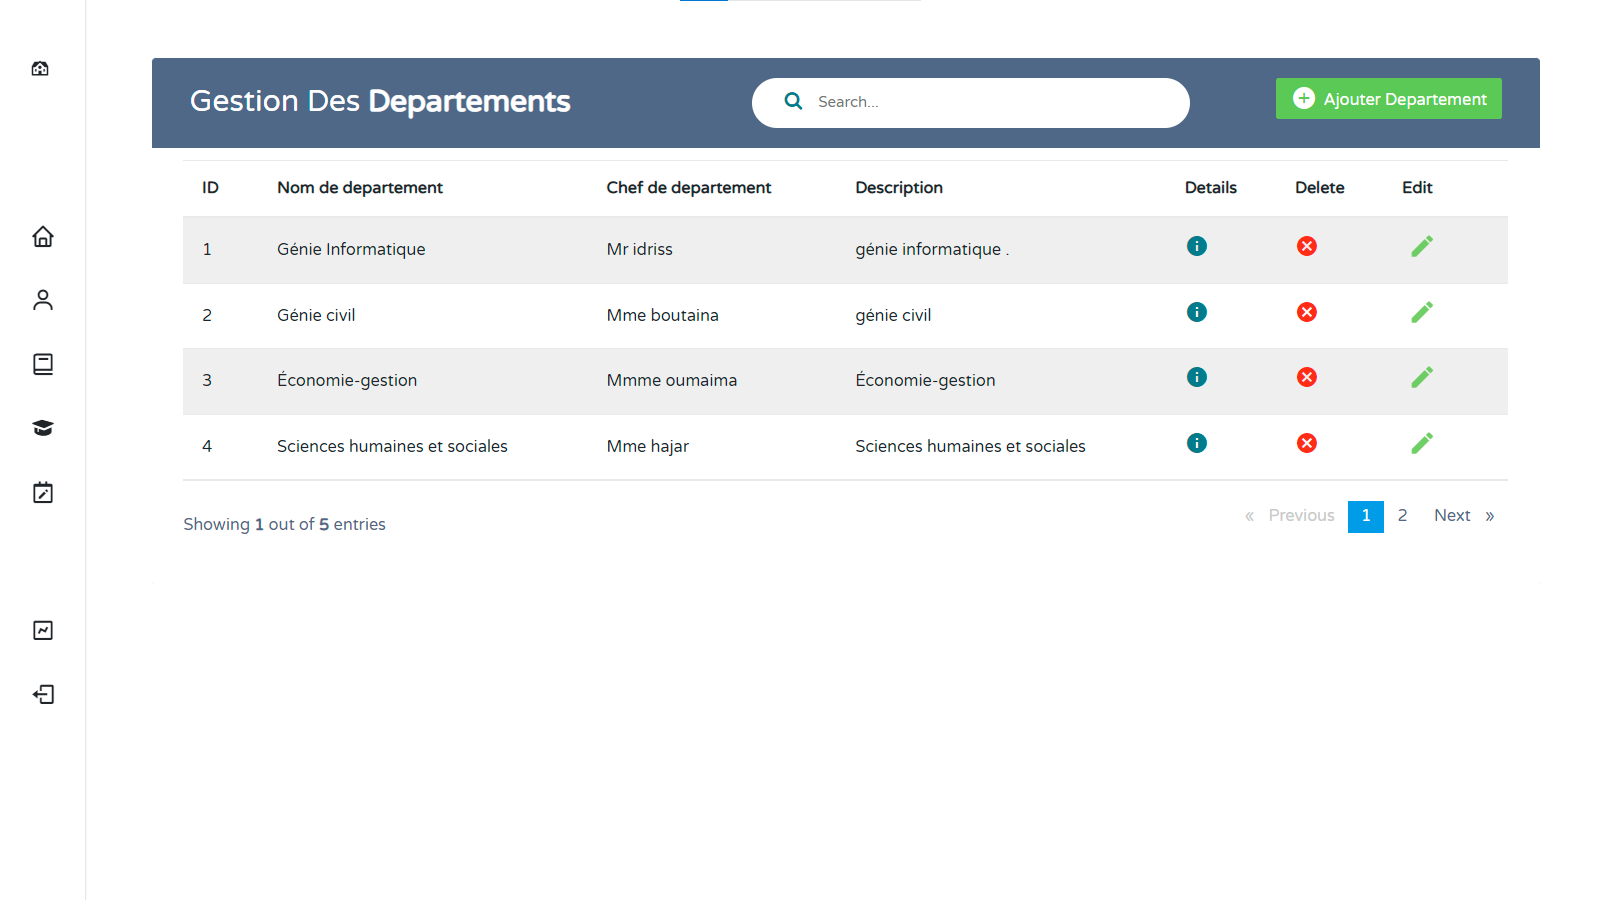 Gestion Des Departements
Search...
Ajouter Departement
ID Nom de departement Chef de departement Description Details Delete Edit
1 Génie Informatique Mr idriss génie informatique .
2 Génie civil Mme boutaina génie civil
3 Économie-gestion Mmme oumaima Économie-gestion
4 Sciences humaines et sociales Mme hajar Sciences humaines et sociales
Showing 1 out of 5 entries
« Previous 1 2 Next »